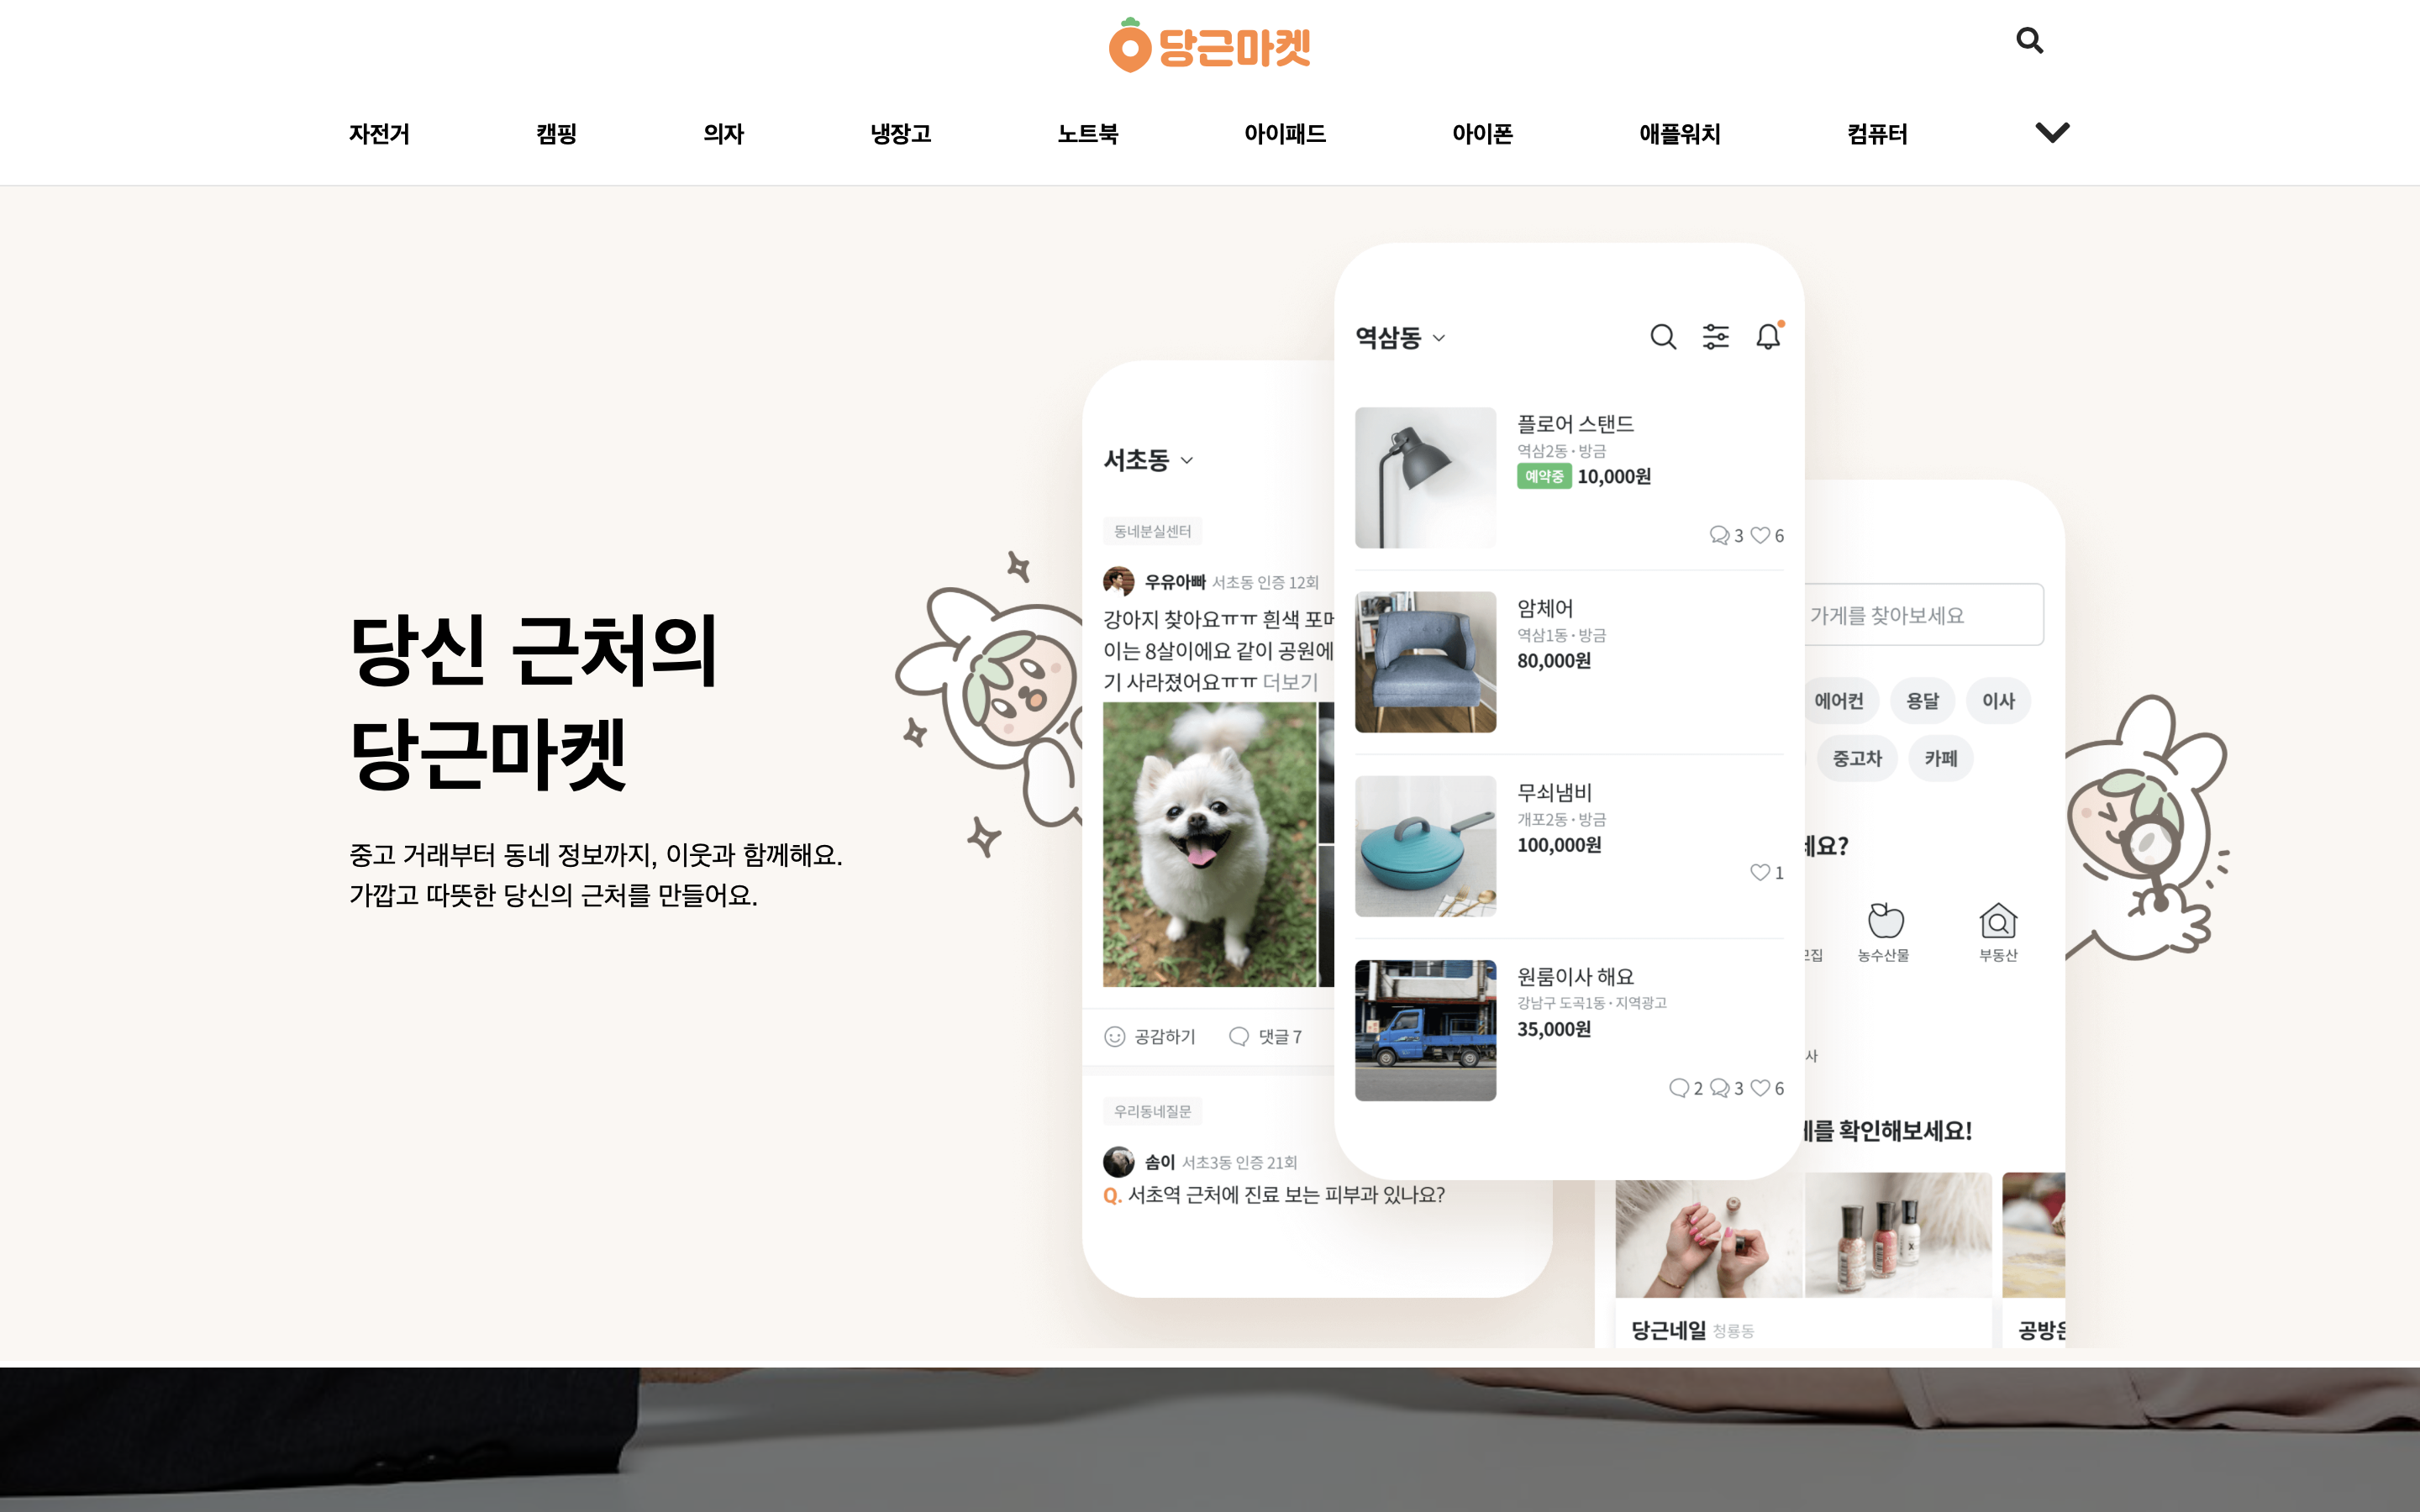 당근마켓
자전거 캠핑 의자 냉장고 노트북 아이패드 아이폰 애플워치 컴퓨터
당신 근처의
당근마켓
중고 거래부터 동네 정보까지, 이웃과 함께해요.
가깝고 따뜻한 당신의 근처를 만들어요.
서초동
동네분실센터
우유아빠 서초동 인증 12회
강아지 찾아요ㅠㅠ 흰색
이는 8살이에요 같이 공원에
기 사라졌어요ㅠㅠ 더보기
공감하기 댓글 7
우리동네질문
솜이 서초3동 인증 21회
Q. 서초역 근처에 진료 보는 피부과 있나요?
역삼동
플로어 스탠드
역삼2동 · 방금
예약중 10,000원
3 6
암체어
역삼1동 · 방금
80,000원
무쇠냄비
개포2동 · 방금
100,000원
1
원룸이사 해요
강남구 도곡1동 · 지역광고
35,000원
2 3 6
가게를 찾아보세요
에어컨 용달 이사
중고차 카페
요?
농수산물 부동산
사
를 확인해보세요!
당근네일 청룡동
공방